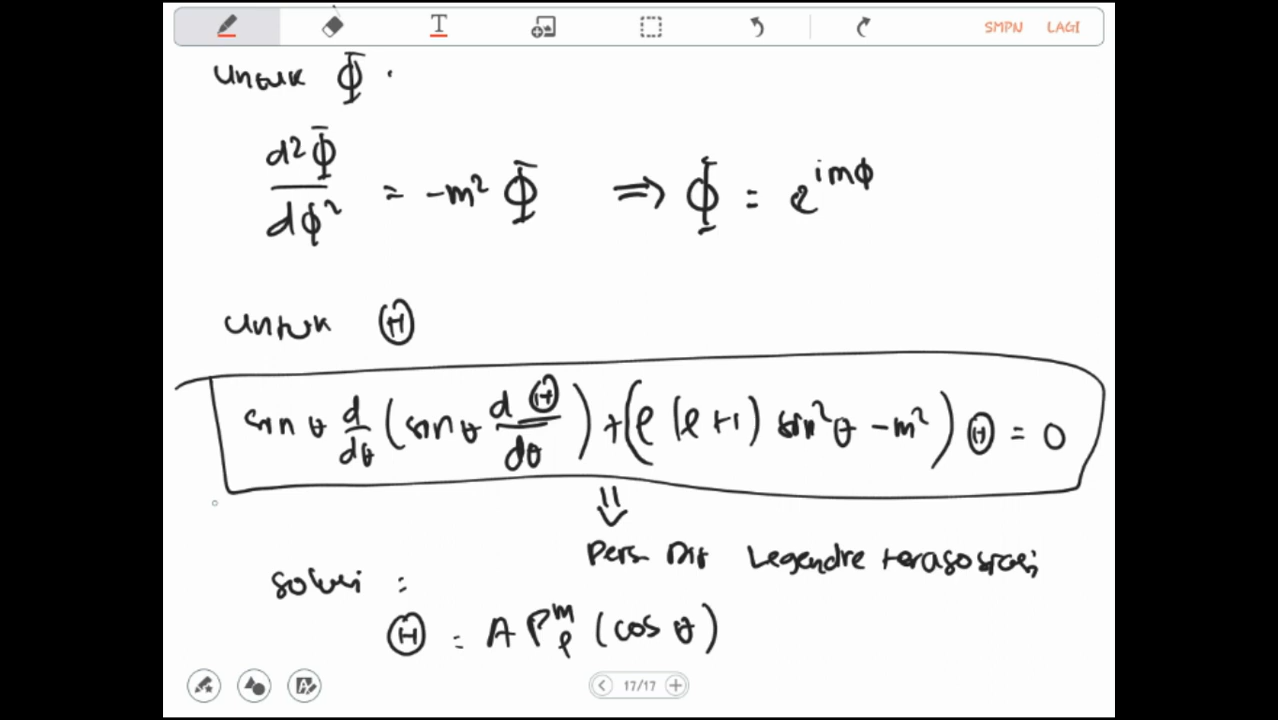 T SMPN LAGI
untuk Φ .
d²Φ/dφ² = -m² Φ ⇒ Φ = e^{imφ}
untuk Θ
sin θ d/dθ (sin θ dΘ/dθ) + (l (l+1) sin²θ - m²) Θ = 0
⇓
Pers Dif Legendre terasosiasi
solusi :
Θ = A P_l^m (cos θ)
17/17